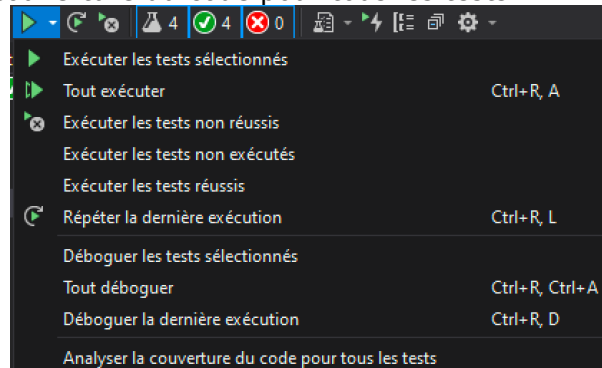 4 4 0
Exécuter les tests sélectionnés
Tout exécuter Ctrl+R, A
Exécuter les tests non réussis
Exécuter les tests non exécutés
Exécuter les tests réussis
Répéter la dernière exécution Ctrl+R, L
Déboguer les tests sélectionnés
Tout déboguer Ctrl+R, Ctrl+A
Déboguer la dernière exécution Ctrl+R, D
Analyser la couverture du code pour tous les tests